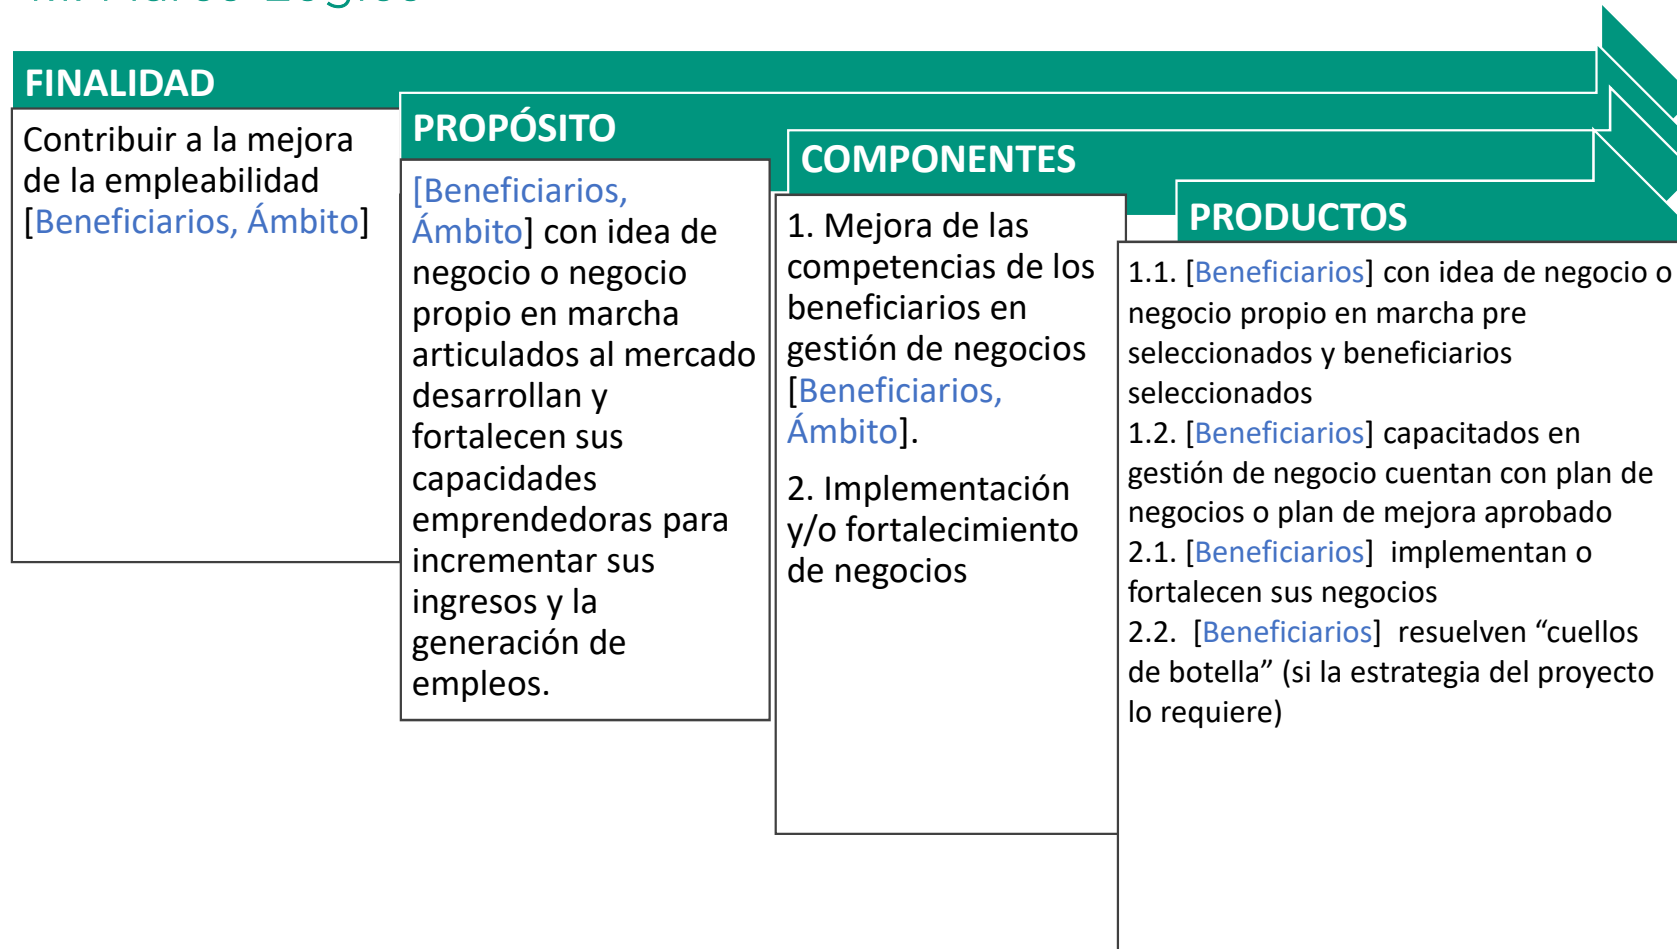 Marco Lógico
FINALIDAD
Contribuir a la mejora
de la empleabilidad
[Beneficiarios, Ámbito]
PROPÓSITO
[Beneficiarios,
Ámbito] con idea de
negocio o negocio
propio en marcha
articulados al mercado
desarrollan y
fortalecen sus
capacidades
emprendedoras para
incrementar sus
ingresos y la
generación de
empleos.
COMPONENTES
1. Mejora de las
competencias de los
beneficiarios en
gestión de negocios
[Beneficiarios,
Ámbito].
2. Implementación
y/o fortalecimiento
de negocios
PRODUCTOS
1.1. [Beneficiarios] con idea de negocio o
negocio propio en marcha pre
seleccionados y beneficiarios
seleccionados
1.2. [Beneficiarios] capacitados en
gestión de negocio cuentan con plan de
negocios o plan de mejora aprobado
2.1. [Beneficiarios]  implementan o
fortalecen sus negocios
2.2.  [Beneficiarios]  resuelven “cuellos
de botella” (si la estrategia del proyecto
lo requiere)